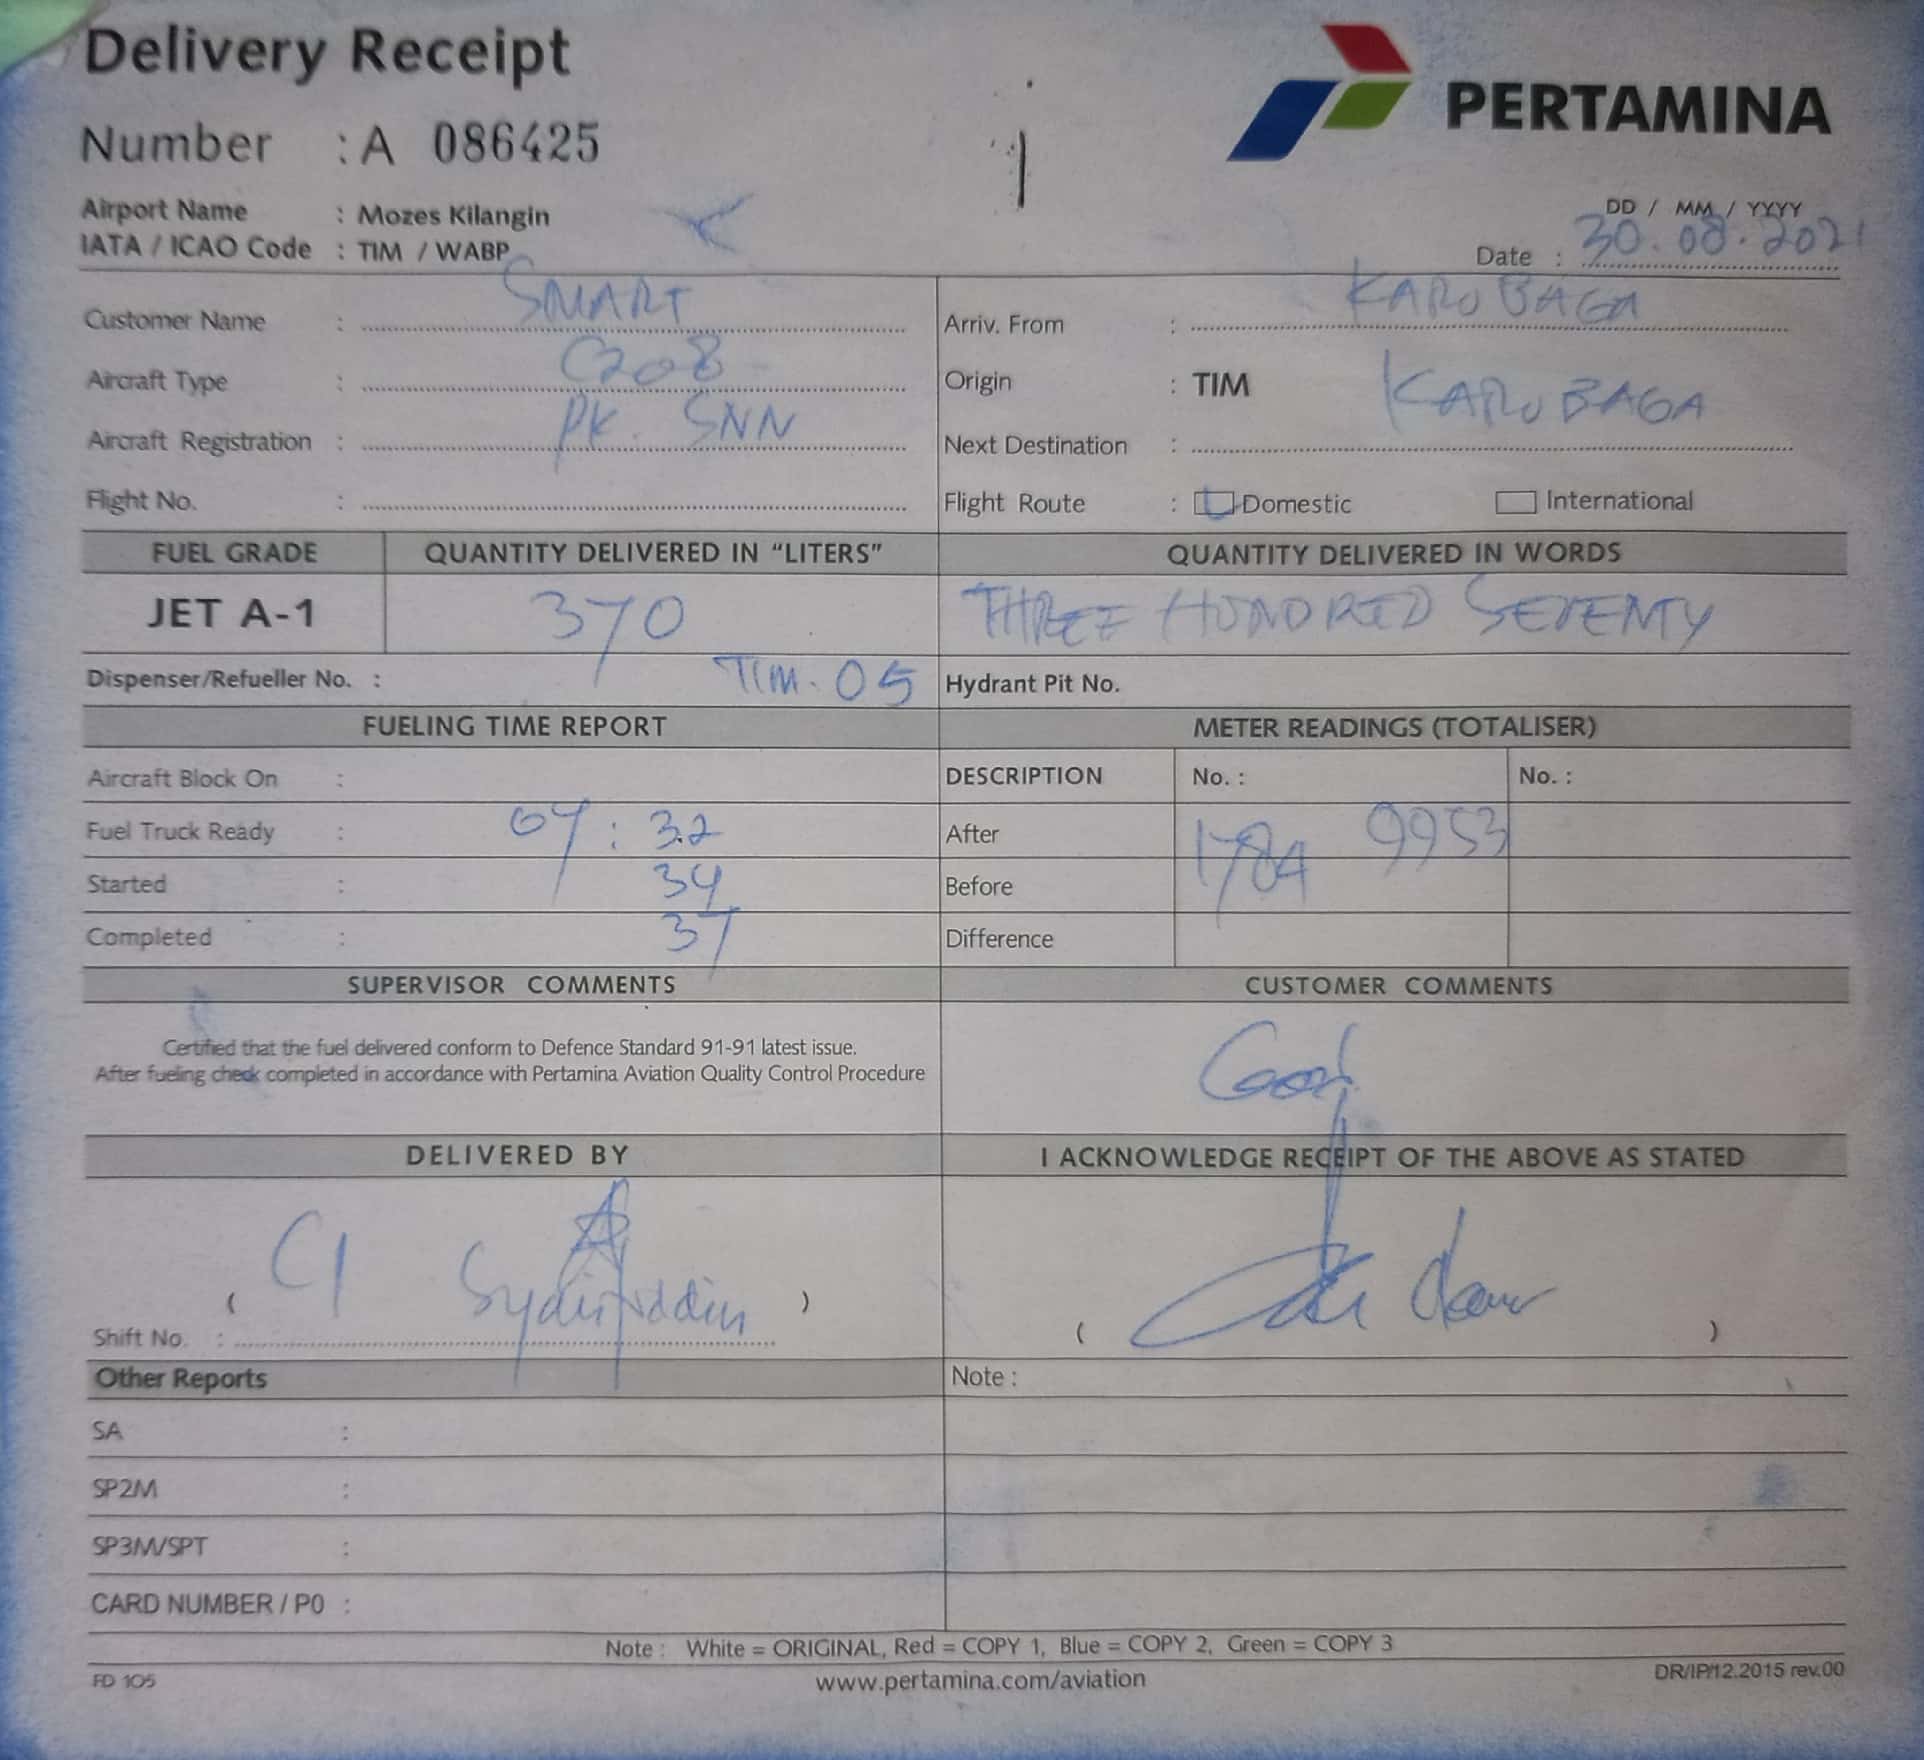 Delivery Receipt
PERTAMINA
Number : A 086425
Airport Name : Mozes Kilangin
IATA / ICAO Code : TIM / WABP
DD / MM / YYYY
Date : 30.08.2021
Customer Name : SMART
Arriv. From : KARUBAGA
Aircraft Type : C208
Origin : TIM
Aircraft Registration : PK. SNN
Next Destination : KARUBAGA
Flight No. :
Flight Route : Domestic International
FUEL GRADE QUANTITY DELIVERED IN “LITERS” QUANTITY DELIVERED IN WORDS
JET A-1 370 THREE HUNDRED SEVENTY
Dispenser/Refueller No. : TIM. 05 Hydrant Pit No.
FUELING TIME REPORT METER READINGS (TOTALISER)
Aircraft Block On : DESCRIPTION No. : No. :
Fuel Truck Ready : 07 : 32 After 9953
Started : 34 Before 1784
Completed : 37 Difference
SUPERVISOR COMMENTS CUSTOMER COMMENTS
Certified that the fuel delivered conform to Defence Standard 91-91 latest issue.
After fueling check completed in accordance with Pertamina Aviation Quality Control Procedure
Good
DELIVERED BY I ACKNOWLEDGE RECEIPT OF THE ABOVE AS STATED
( )
( )
Shift No. :
Other Reports Note :
SA :
SP2M :
SP3M/SPT :
CARD NUMBER / P0 :
Note : White = ORIGINAL, Red = COPY 1, Blue = COPY 2, Green = COPY 3
FD 105 www.pertamina.com/aviation DR/IP/12.2015 rev.00